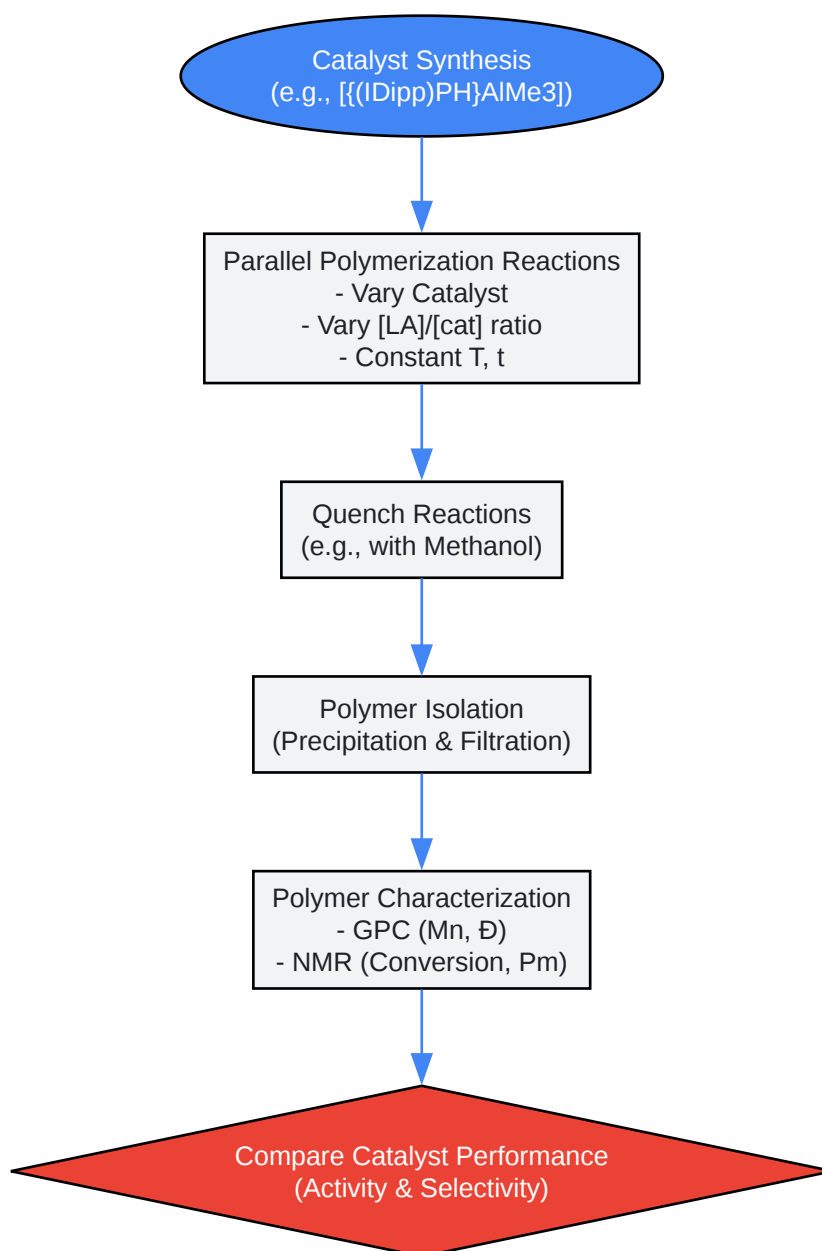 Catalyst Synthesis
(e.g., [{(IDipp)PH}AlMe3])
Parallel Polymerization Reactions
- Vary Catalyst
- Vary [LA]/[cat] ratio
- Constant T, t
Quench Reactions
(e.g., with Methanol)
Polymer Isolation
(Precipitation & Filtration)
Polymer Characterization
- GPC (Mn, Đ)
- NMR (Conversion, Pm)
Compare Catalyst Performance
(Activity & Selectivity)